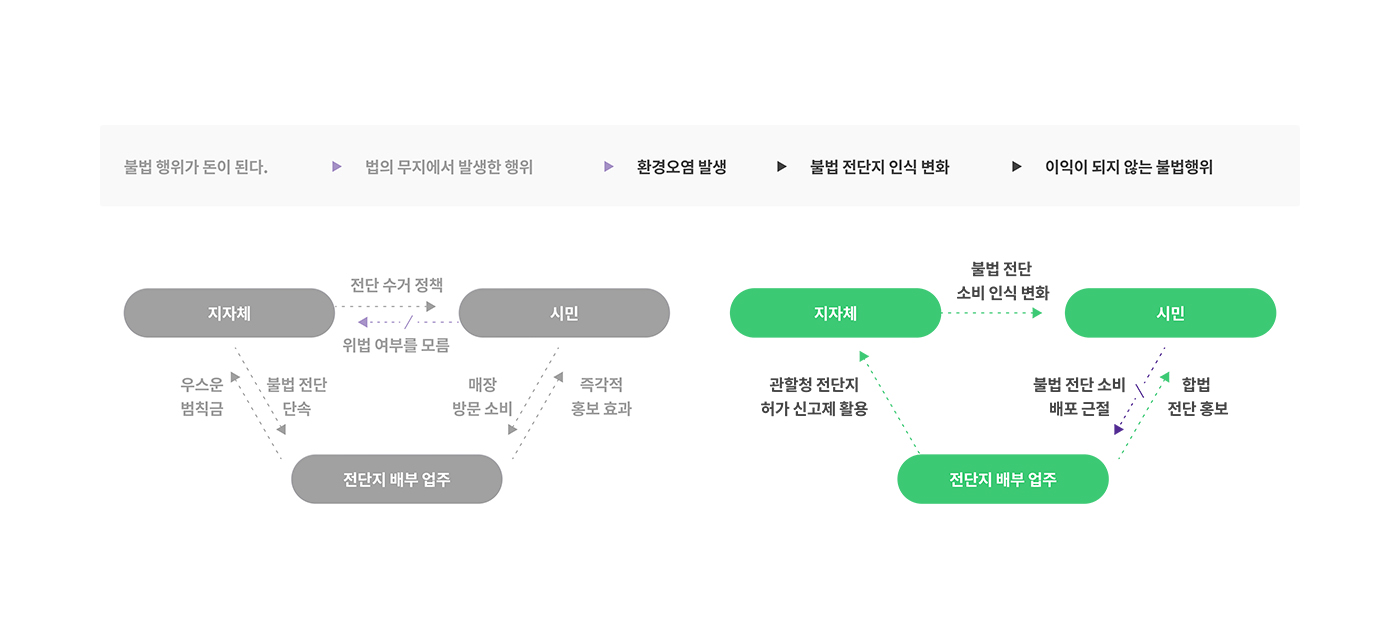 불법 행위가 돈이 된다.
법의 무지에서 발생한 행위
환경오염 발생
불법 전단지 인식 변화
이익이 되지 않는 불법행위
전단 수거 정책
지자체
시민
위법 여부를 모름
우스운
범칙금
불법 전단
단속
매장
방문 소비
즉각적
홍보 효과
전단지 배부 업주
불법 전단
소비 인식 변화
지자체
시민
관할청 전단지
허가 신고제 활용
불법 전단 소비
배포 근절
합법
전단 홍보
전단지 배부 업주